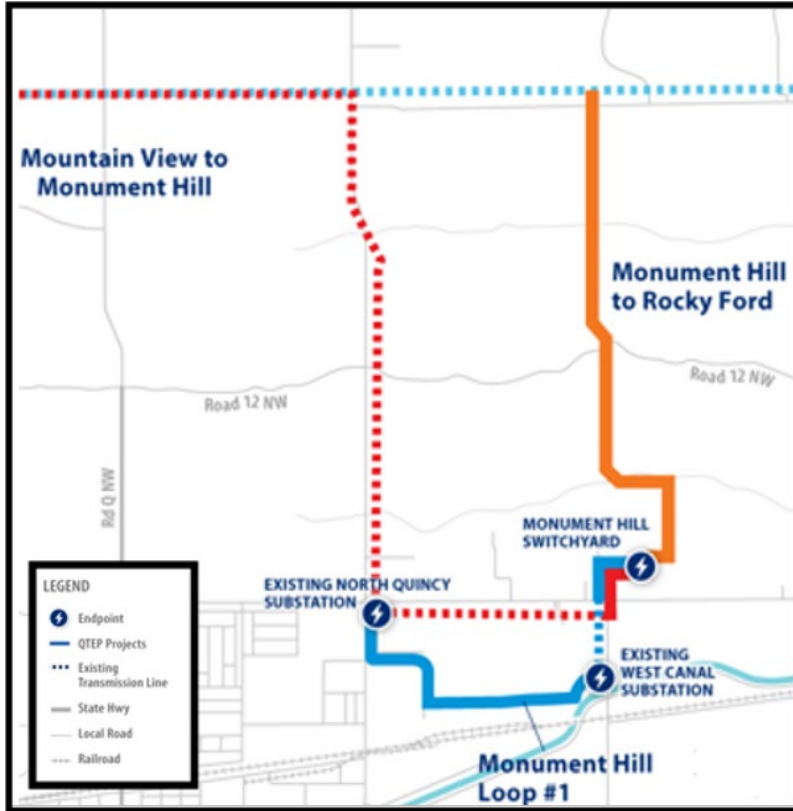 Mountain View to
Monument Hill
Monument Hill
to Rocky Ford
Road 12 NW
Road 12 NW
Rd Q NW
MONUMENT HILL
SWITCHYARD
EXISTING NORTH QUINCY
SUBSTATION
EXISTING
WEST CANAL
SUBSTATION
Monument Hill
Loop #1
LEGEND
Endpoint
QTEP Projects
Existing
Transmission Line
State Hwy
Local Road
Railroad